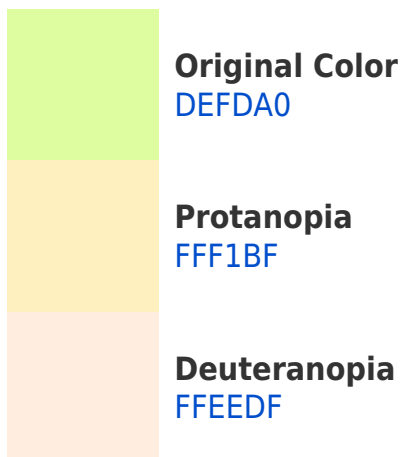 Original Color
DEFDA0
Protanopia
FFF1BF
Deuteranopia
FFEEDF